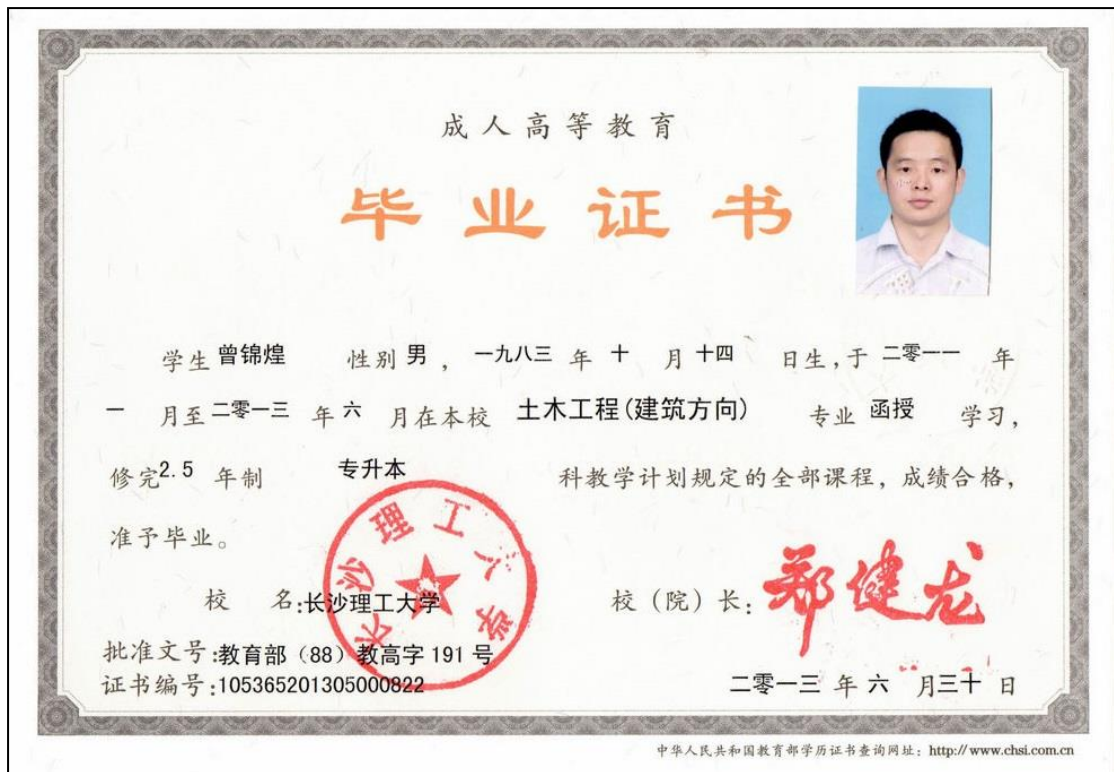 成人高等教育
毕业证书
学生 曾锦煌 性别 男 ， 一九八三 年 十 月 十四 日生，于 二零一一 年
一 月至 二零一三 年 六 月在本校 土木工程(建筑方向) 专业 函授 学习，
修完2.5 年制 专升本 科教学计划规定的全部课程，成绩合格，
准予毕业。
长沙理工大学
校 名:长沙理工大学 校（院）长： 郑健龙
批准文号:教育部（88）教高字 191 号
证书编号:105365201305000822 二零一三 年 六 月三十 日
中华人民共和国教育部学历证书查询网址：http://www.chsi.com.cn